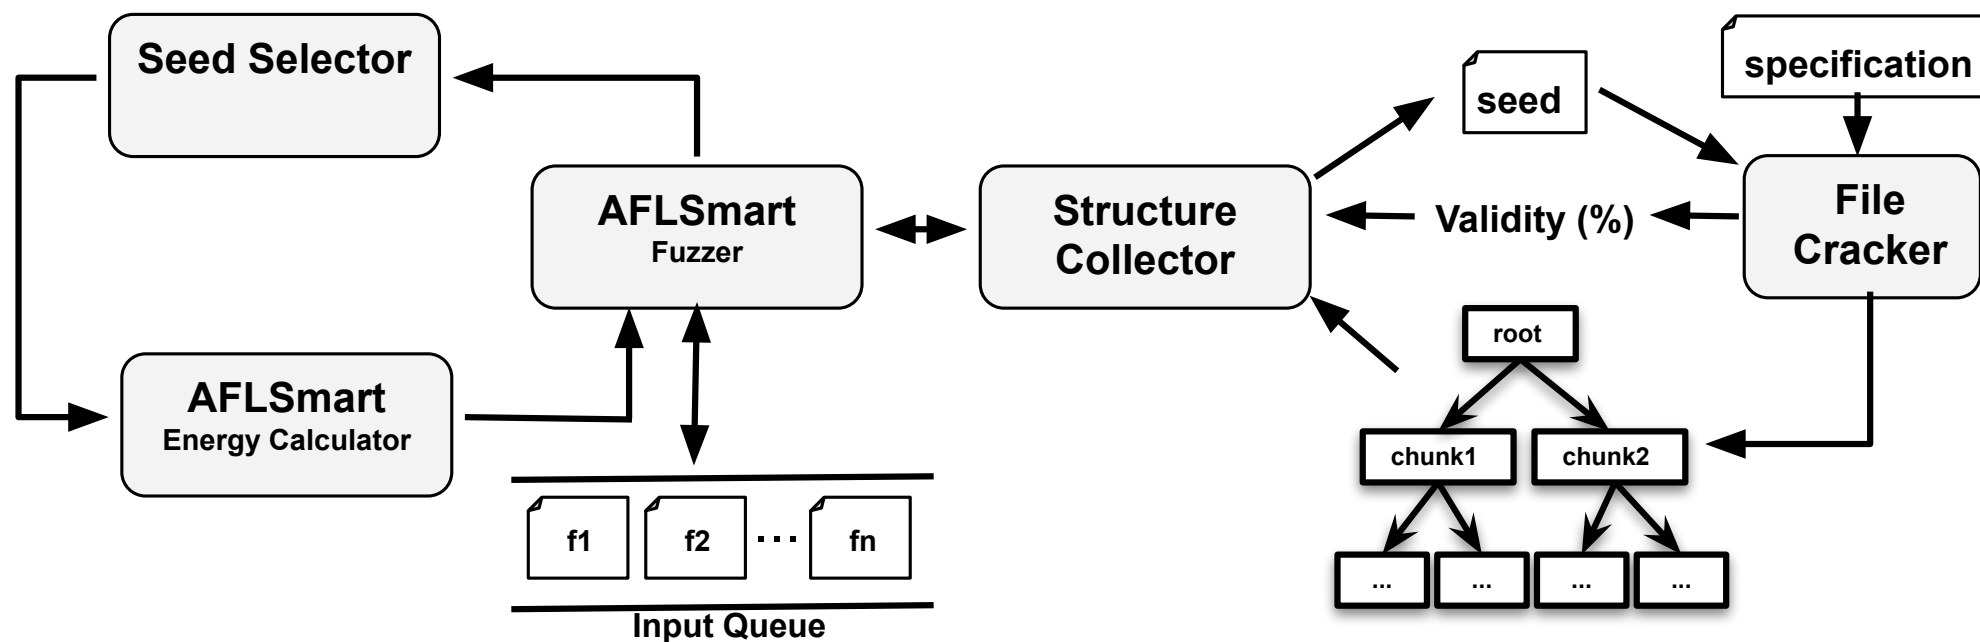 Seed Selector
specification
seed
AFLSmart
Fuzzer
Structure
Collector
Validity (%)
File
Cracker
root
AFLSmart
Energy Calculator
chunk1
chunk2
f1
f2
...
fn
...
...
...
...
Input Queue